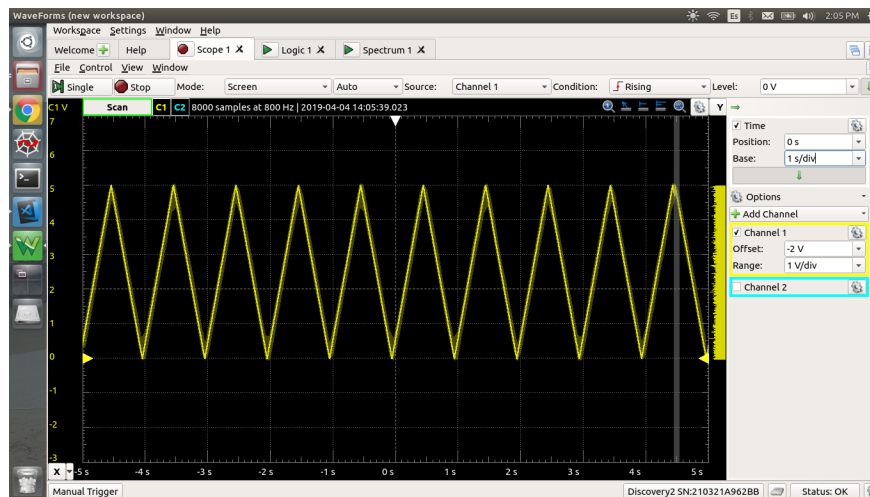 WaveForms (new workspace)
Es
2:05 PM
Workspace Settings Window Help
Welcome Help Scope 1 X Logic 1 X Spectrum 1 X
File Control View Window
Single Stop Mode: Screen Auto Source: Channel 1 Condition: Rising Level: 0 V
C1 V Scan C1 C2 8000 samples at 800 Hz | 2019-04-04 14:05:39.023 Y
7
6
5
4
3
2
1
0
-1
-2
-3
X -5 s -4 s -3 s -2 s -1 s 0 s 1 s 2 s 3 s 4 s 5 s
Time
Position: 0 s
Base: 1 s/div
Options
Add Channel
Channel 1
Offset: -2 V
Range: 1 V/div
Channel 2
Manual Trigger Discovery2 SN:210321A962BB Status: OK